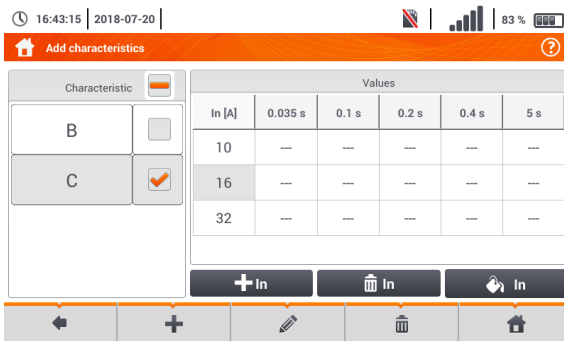 16:43:15 2018-07-20 83 %
Add characteristics ?
Characteristic
B
C
Values
In [A] 0.035 s 0.1 s 0.2 s 0.4 s 5 s
10 --- --- --- --- ---
16 --- --- --- --- ---
32 --- --- --- --- ---
In In In